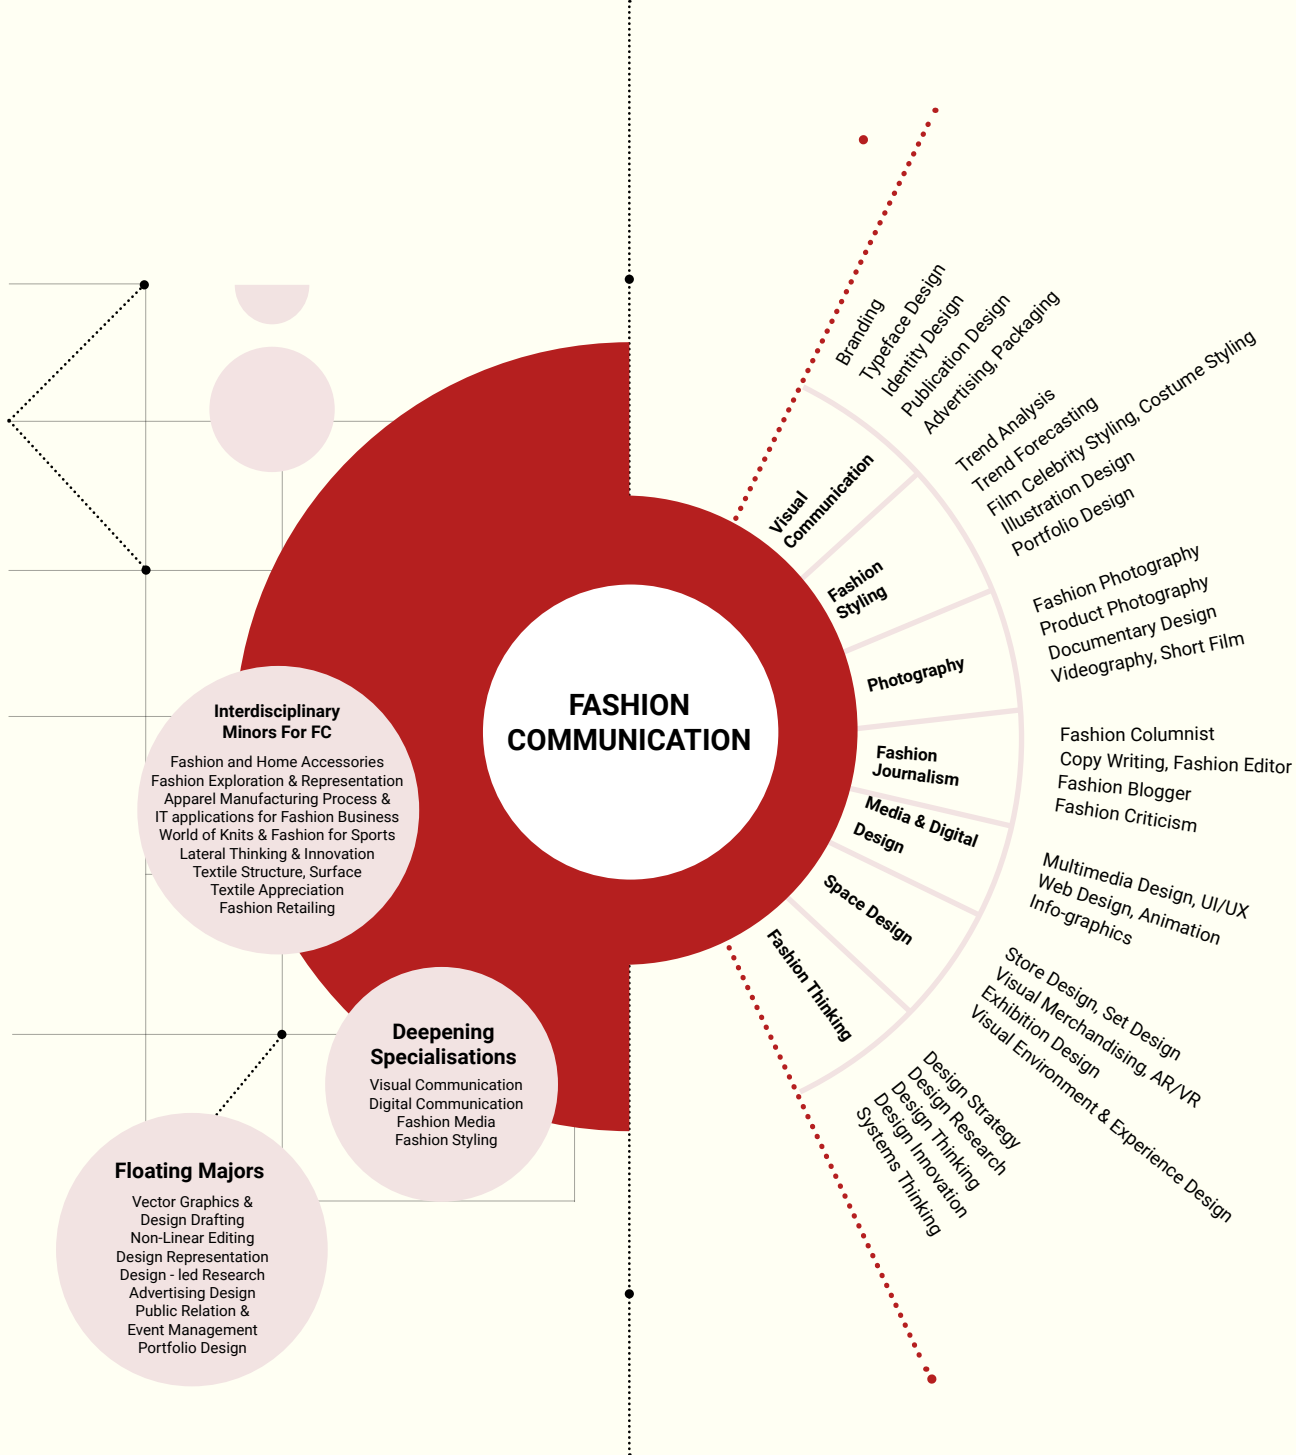 FASHION
COMMUNICATION
Visual
Communication
Branding
Typeface Design
Identity Design
Publication Design
Advertising, Packaging
Fashion
Styling
Trend Analysis
Trend Forecasting
Film Celebrity Styling, Costume Styling
Illustration Design
Portfolio Design
Photography
Fashion Photography
Product Photography
Documentary Design
Videography, Short Film
Fashion
Journalism
Fashion Columnist
Copy Writing, Fashion Editor
Fashion Blogger
Fashion Criticism
Media & Digital
Design
Multimedia Design, UI/UX
Web Design, Animation
Info-graphics
Space Design
Store Design, Set Design
Visual Merchandising, AR/VR
Exhibition Design
Visual Environment & Experience Design
Fashion Thinking
Design Strategy
Design Research
Design Thinking
Design Innovation
Systems Thinking
Interdisciplinary
Minors For FC
Fashion and Home Accessories
Fashion Exploration & Representation
Apparel Manufacturing Process &
IT applications for Fashion Business
World of Knits & Fashion for Sports
Lateral Thinking & Innovation
Textile Structure, Surface
Textile Appreciation
Fashion Retailing
Deepening
Specialisations
Visual Communication
Digital Communication
Fashion Media
Fashion Styling
Floating Majors
Vector Graphics &
Design Drafting
Non-Linear Editing
Design Representation
Design - led Research
Advertising Design
Public Relation &
Event Management
Portfolio Design